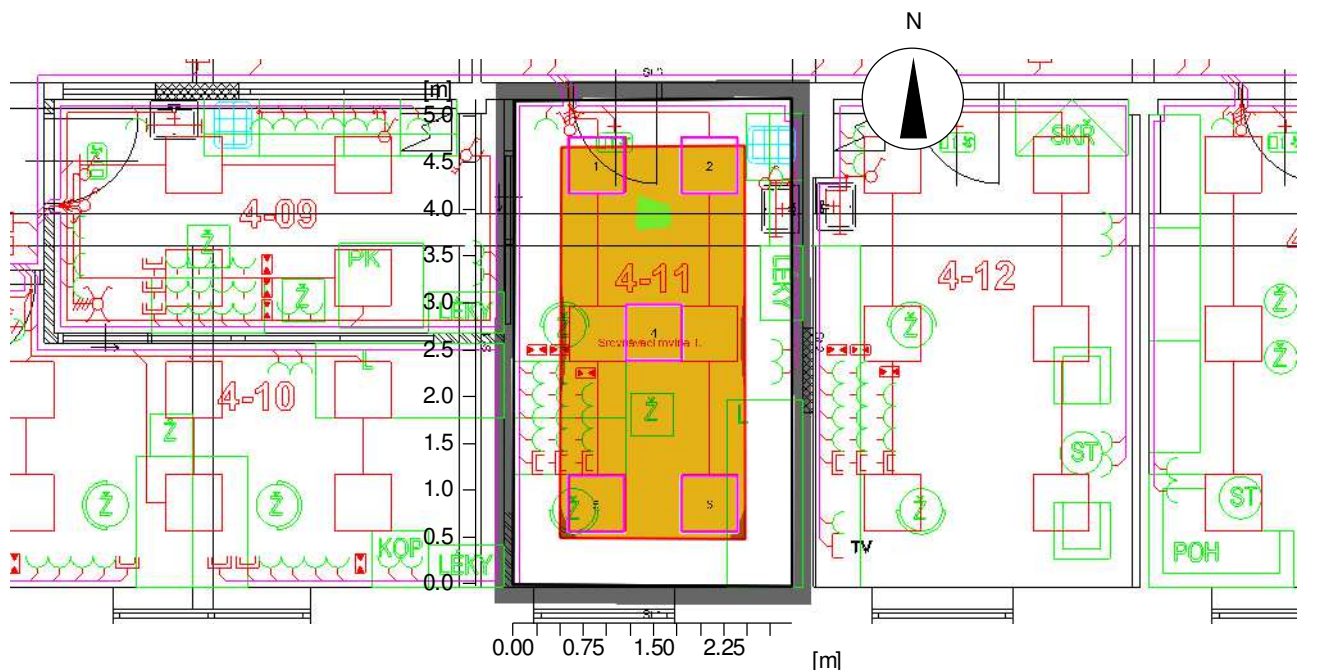 N
[m]
5.0
4.5
4.0
3.5
3.0
2.5
2.0
1.5
1.0
0.5
0.0
4-09
Ž
PK
Ž
LÉKY
4-10
L
Ž
Ž
Ž
KOP
LÉKY
1
2
4-11
LÉKY
4
Srovnávací rovina 1.
Ž
L
Ž
SKŘ
4-12
Ž
ST
Ž
TV
Ž
Ž
ST
POH
0.00 0.75 1.50 2.25
[m]